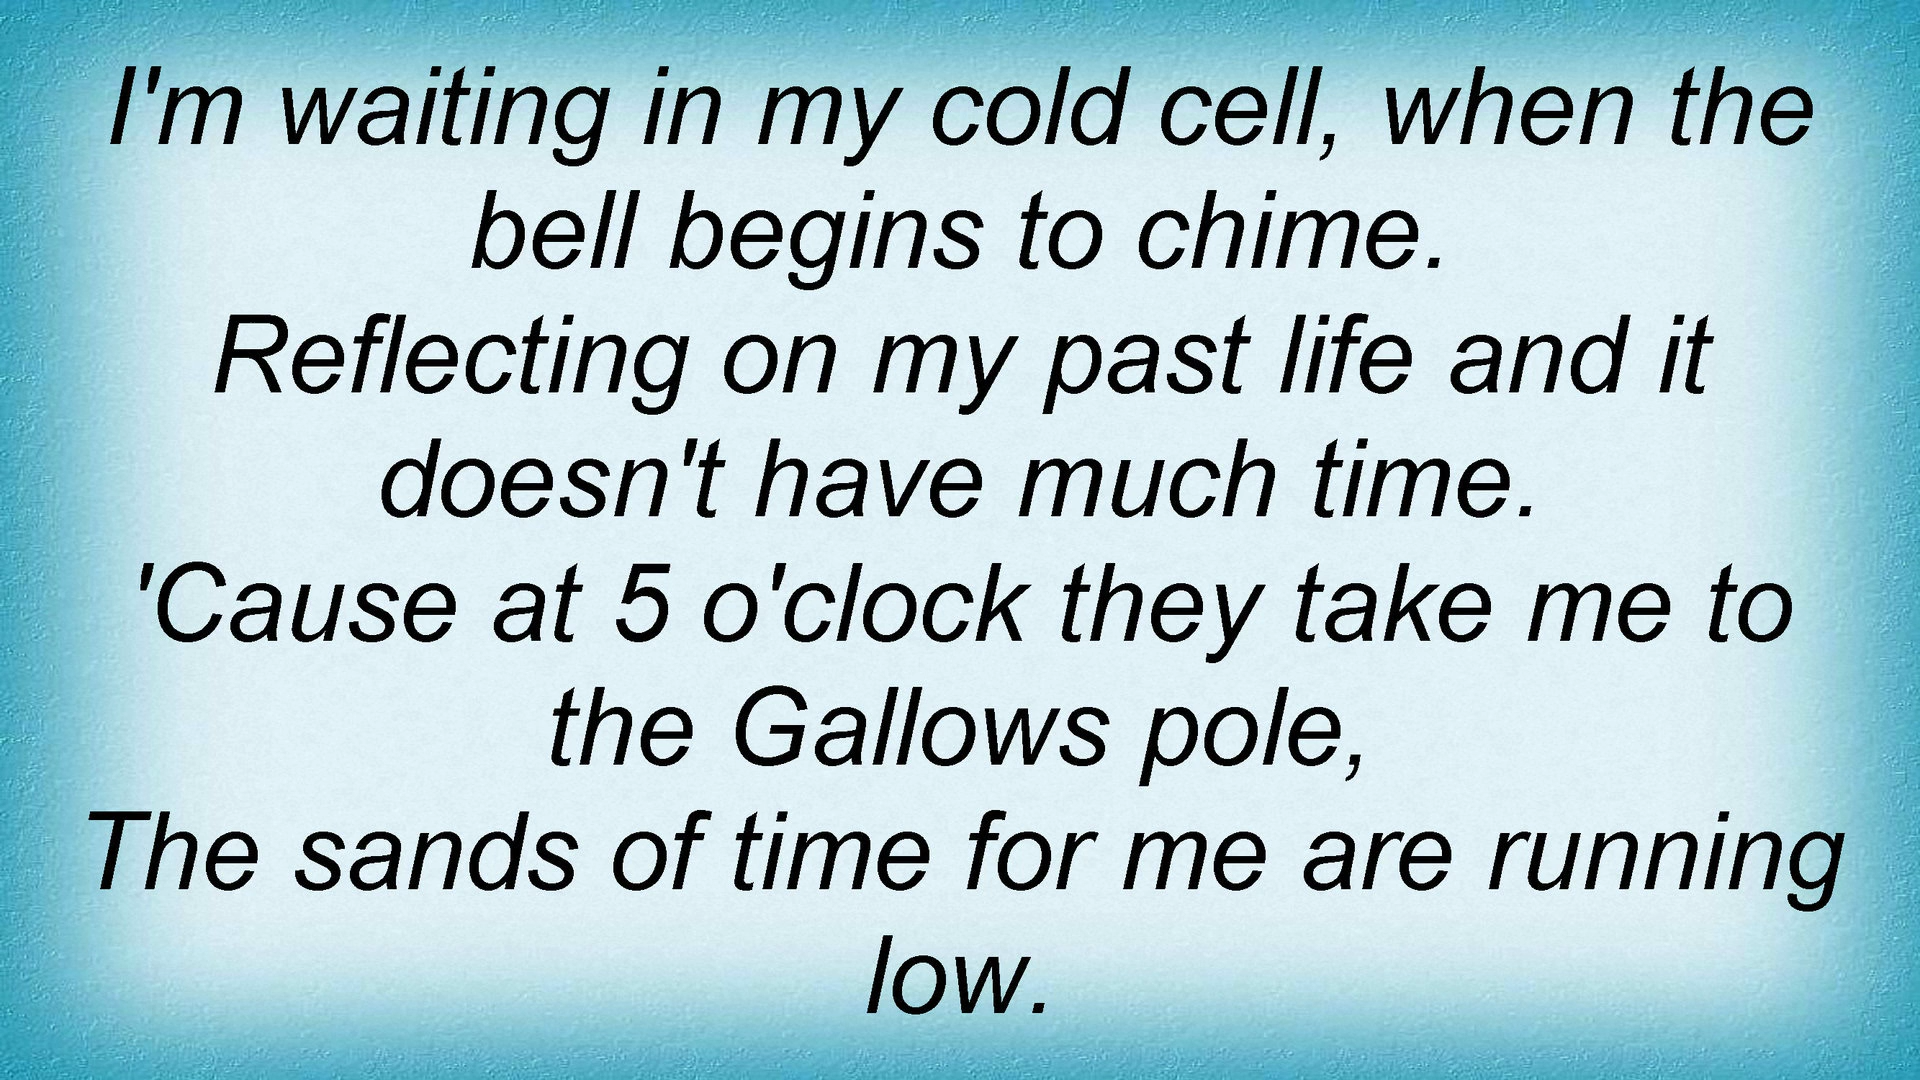 I'm waiting in my cold cell, when the
bell begins to chime.
Reflecting on my past life and it
doesn't have much time.
'Cause at 5 o'clock they take me to
the Gallows pole,
The sands of time for me are running
low.